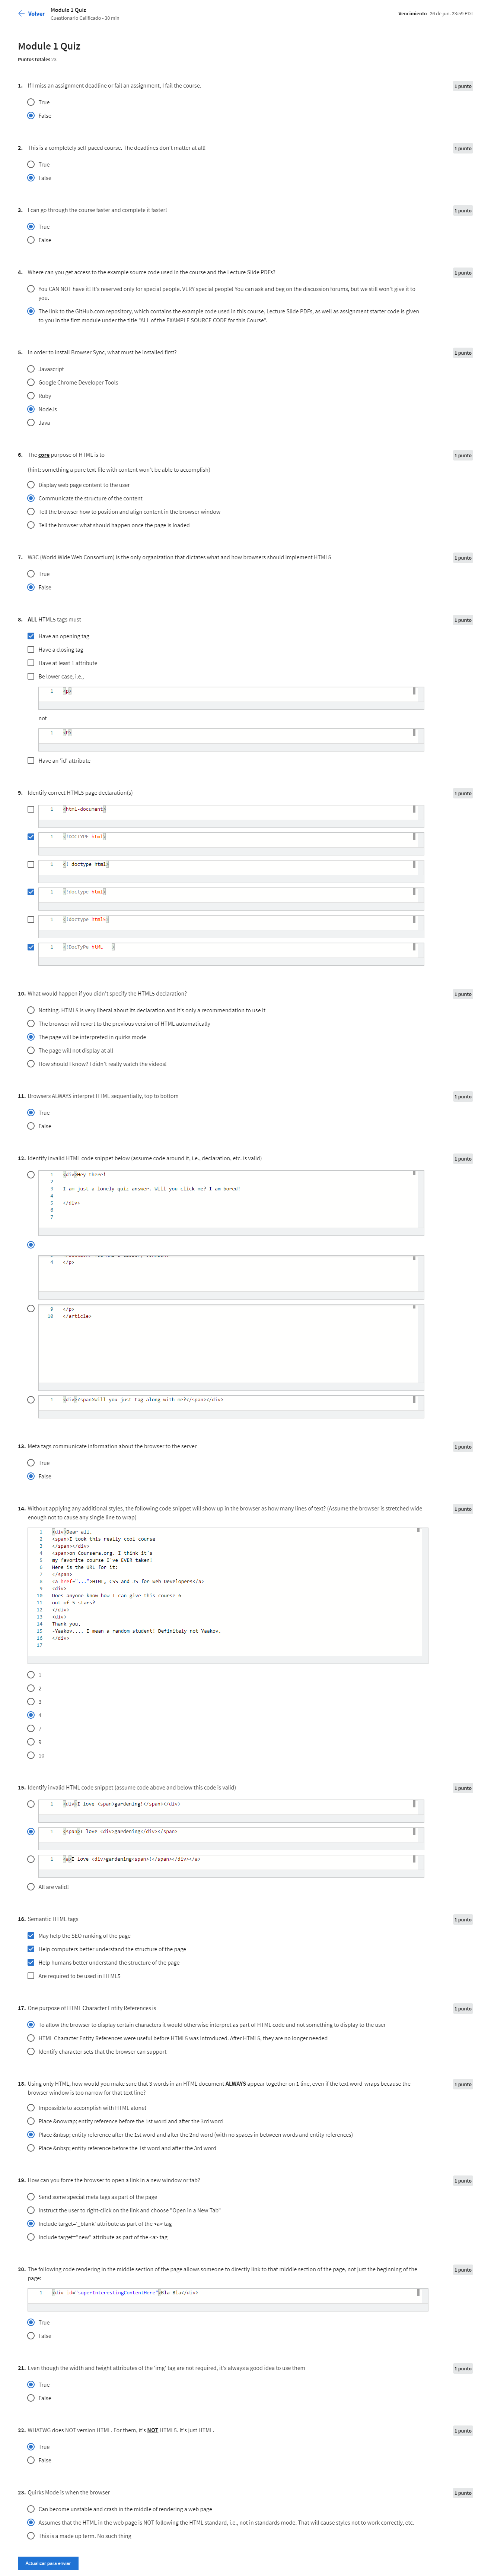 Volver
Module 1 Quiz
Cuestionario Calificado • 30 min
Vencimiento 26 de jun. 23:59 PDT
Module 1 Quiz
Puntos totales 23
1. If I miss an assignment deadline or fail an assignment, I fail the course.
1 punto
True
False
2. This is a completely self-paced course. The deadlines don't matter at all!
1 punto
True
False
3. I can go through the course faster and complete it faster!
1 punto
True
False
4. Where can you get access to the example source code used in the course and the Lecture Slide PDFs?
1 punto
You CAN NOT have it! It's reserved only for special people. VERY special people! You can ask and beg on the discussion forums, but we still won't give it to
you.
The link to the GitHub.com repository, which contains the example code used in this course, Lecture Slide PDFs, as well as assignment starter code is given
to you in the first module under the title "ALL of the EXAMPLE SOURCE CODE for this Course".
5. In order to install Browser Sync, what must be installed first?
1 punto
Javascript
Google Chrome Developer Tools
Ruby
NodeJs
Java
6. The core purpose of HTML is to
1 punto
(hint: something a pure text file with content won't be able to accomplish)
Display web page content to the user
Communicate the structure of the content
Tell the browser how to position and align content in the browser window
Tell the browser what should happen once the page is loaded
7. W3C (World Wide Web Consortium) is the only organization that dictates what and how browsers should implement HTML5
1 punto
True
False
8. ALL HTML5 tags must
1 punto
Have an opening tag
Have a closing tag
Have at least 1 attribute
Be lower case, i.e.,
1 <p>
not
1 <P>
Have an 'id' attribute
9. Identify correct HTML5 page declaration(s)
1 punto
1 <html-document>
1 <!DOCTYPE html>
1 <! doctype html>
1 <!doctype html>
1 <!doctype html5>
1 <!DocTyPe htML   >
10. What would happen if you didn't specify the HTML5 declaration?
1 punto
Nothing. HTML5 is very liberal about its declaration and it's only a recommendation to use it
The browser will revert to the previous version of HTML automatically
The page will be interpreted in quirks mode
The page will not display at all
How should I know? I didn't really watch the videos!
11. Browsers ALWAYS interpret HTML sequentially, top to bottom
1 punto
True
False
12. Identify invalid HTML code snippet below (assume code around it, i.e., declaration, etc. is valid)
1 punto
1 <div>Hey there!
2
3 I am just a lonely quiz answer. Will you click me? I am bored!
4
5 </div>
6
7
4 </p>
9 </p>
10 </article>
1 <div><span>Will you just tag along with me?</span></div>
13. Meta tags communicate information about the browser to the server
1 punto
True
False
14. Without applying any additional styles, the following code snippet will show up in the browser as how many lines of text? (Assume the browser is stretched wide
1 punto
enough not to cause any single line to wrap)
1 <div>Dear all,
2 <span>I took this really cool course
3 </span></div>
4 <span>on Coursera.org. I think it's
5 my favorite course I've EVER taken!
6 Here is the URL for it:
7 </span>
8 <a href="...">HTML, CSS and JS for Web Developers</a>
9 <div>
10 Does anyone know how I can give this course 6
11 out of 5 stars?
12 </div>
13 <div>
14 Thank you,
15 -Yaakov.... I mean a random student! Definitely not Yaakov.
16 </div>
17
1
2
3
4
7
9
10
15. Identify invalid HTML code snippet (assume code above and below this code is valid)
1 punto
1 <div>I love <span>gardening!</span></div>
1 <span>I love <div>gardening</div></span>
1 <a>I love <div>gardening<span>!</span></div></a>
All are valid!
16. Semantic HTML tags
1 punto
May help the SEO ranking of the page
Help computers better understand the structure of the page
Help humans better understand the structure of the page
Are required to be used in HTML5
17. One purpose of HTML Character Entity References is
1 punto
To allow the browser to display certain characters it would otherwise interpret as part of HTML code and not something to display to the user
HTML Character Entity References were useful before HTML5 was introduced. After HTML5, they are no longer needed
Identify character sets that the browser can support
18. Using only HTML, how would you make sure that 3 words in an HTML document ALWAYS appear together on 1 line, even if the text word-wraps because the
1 punto
browser window is too narrow for that text line?
Impossible to accomplish with HTML alone!
Place &nowrap; entity reference before the 1st word and after the 3rd word
Place &nbsp; entity reference after the 1st word and after the 2nd word (with no spaces in between words and entity references)
Place &nbsp; entity reference before the 1st word and after the 3rd word
19. How can you force the browser to open a link in a new window or tab?
1 punto
Send some special meta tags as part of the page
Instruct the user to right-click on the link and choose "Open in a New Tab"
Include target='_blank' attribute as part of the <a> tag
Include target="new" attribute as part of the <a> tag
20. The following code rendering in the middle section of the page allows someone to directly link to that middle section of the page, not just the beginning of the
1 punto
page:
1 <div id="superInterestingContentHere">Bla Bla</div>
True
False
21. Even though the width and height attributes of the 'img' tag are not required, it's always a good idea to use them
1 punto
True
False
22. WHATWG does NOT version HTML. For them, it's NOT HTML5. It's just HTML.
1 punto
True
False
23. Quirks Mode is when the browser
1 punto
Can become unstable and crash in the middle of rendering a web page
Assumes that the HTML in the web page is NOT following the HTML standard, i.e., not in standards mode. That will cause styles not to work correctly, etc.
This is a made up term. No such thing
Actualizar para enviar